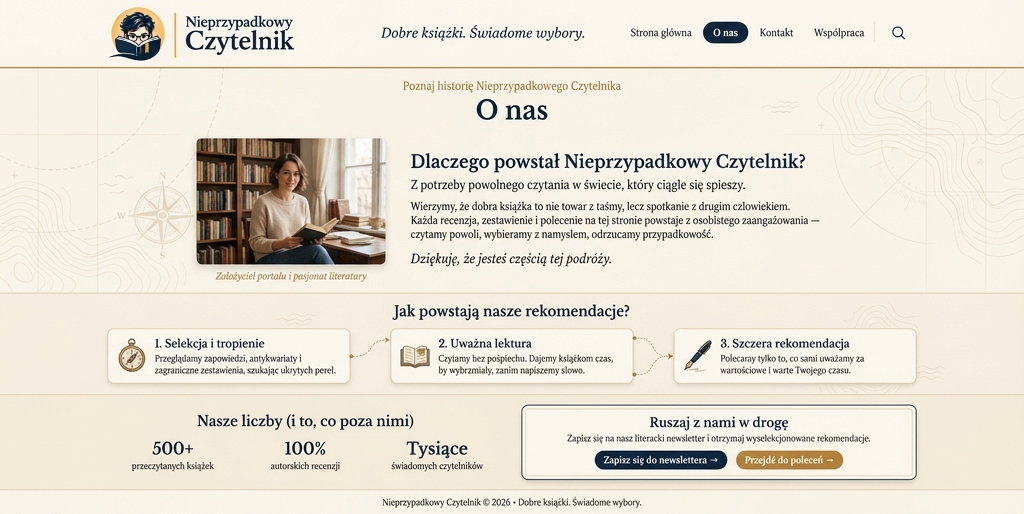 Nieprzypadkowy
Czytelnik
Dobre książki. Świadome wybory.
Strona główna
O nas
Kontakt
Współpraca
Poznaj historię Nieprzypadkowego Czytelnika
O nas
Dlaczego powstał Nieprzypadkowy Czytelnik?
Z potrzeby powolnego czytania w świecie, który ciągle się spieszy.
Wierzymy, że dobra książka to nie towar z taśmy, lecz spotkanie z drugim człowiekiem.
Każda recenzja, zestawienie i polecenie na tej stronie powstaje z osobistego zaangażowania —
czytamy powoli, wybieramy z namysłem, odrzucamy przypadkowość.
Dziękuję, że jesteś częścią tej podróży.
Założyciel portalu i pasjonat literatury
N
W
S
Jak powstają nasze rekomendacje?
1. Selekcja i tropienie
Przeglądamy zapowiedzi, antykwariaty i
zagraniczne zestawienia, szukając ukrytych perel.
2. Uważna lektura
Czytamy bez pośpiechu. Dajemy książkom czas,
by wybrzmiały, zanim napiszemy slowo.
3. Szczera rekomendacja
Polecaray tylko to, co sami uważamy za
wartościowe i warte Twojego czasu.
Nasze liczby (i to, co poza nimi)
500+
przeczytanych książek
100%
autorskich recenzji
Tysiące
świadomych czytelników
Ruszaj z nami w drogę
Zapisz się na nasz literacki newsletter i otrzymaj wyselekcjonowane rekomendacje.
Zapisz się do newslettera →
Przejdź do poleceń →
Nieprzypadkowy Czytelnik © 2026 • Dobre książki. Świadome wybory.